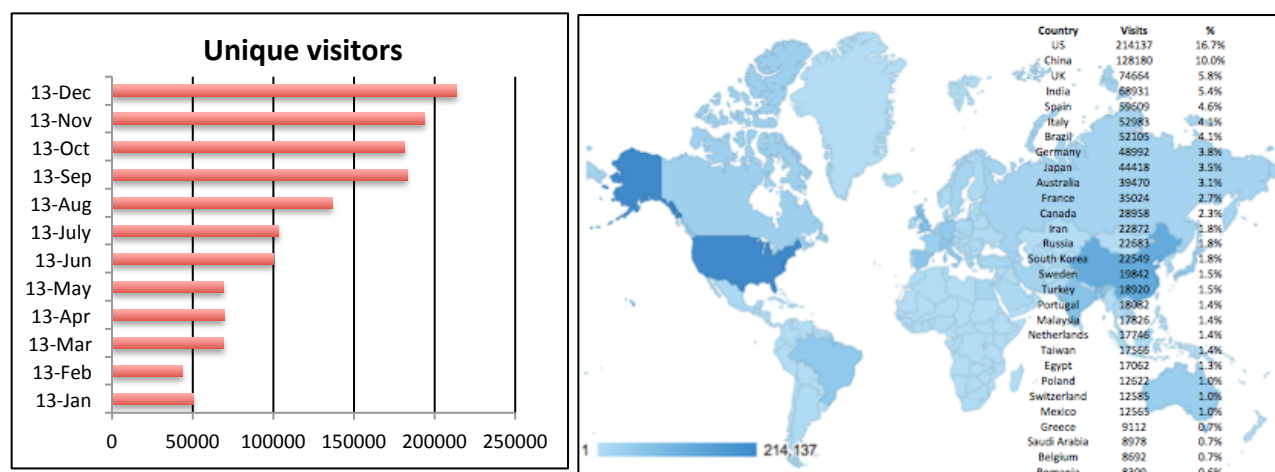 Unique visitors
13-Dec
13-Nov
13-Oct
13-Sep
13-Aug
13-July
13-Jun
13-May
13-Apr
13-Mar
13-Feb
13-Jan
0 50000 100000 150000 200000 250000
Country Visits %
US 214137 16.7%
China 128180 10.0%
UK 74664 5.8%
India 68931 5.4%
Spain 59609 4.6%
Italy 52983 4.1%
Brazil 52105 4.1%
Germany 48992 3.8%
Japan 44418 3.5%
Australia 39470 3.1%
France 35024 2.7%
Canada 28958 2.3%
Iran 22872 1.8%
Russia 22683 1.8%
South Korea 22549 1.8%
Sweden 19842 1.5%
Turkey 18920 1.5%
Portugal 18082 1.4%
Malaysia 17826 1.4%
Netherlands 17746 1.4%
Taiwan 17566 1.4%
Egypt 17062 1.3%
Poland 12622 1.0%
Switzerland 12585 1.0%
Mexico 12565 1.0%
Greece 9112 0.7%
Saudi Arabia 8978 0.7%
Belgium 8692 0.7%
Romania 8309 0.6%
1 214,137